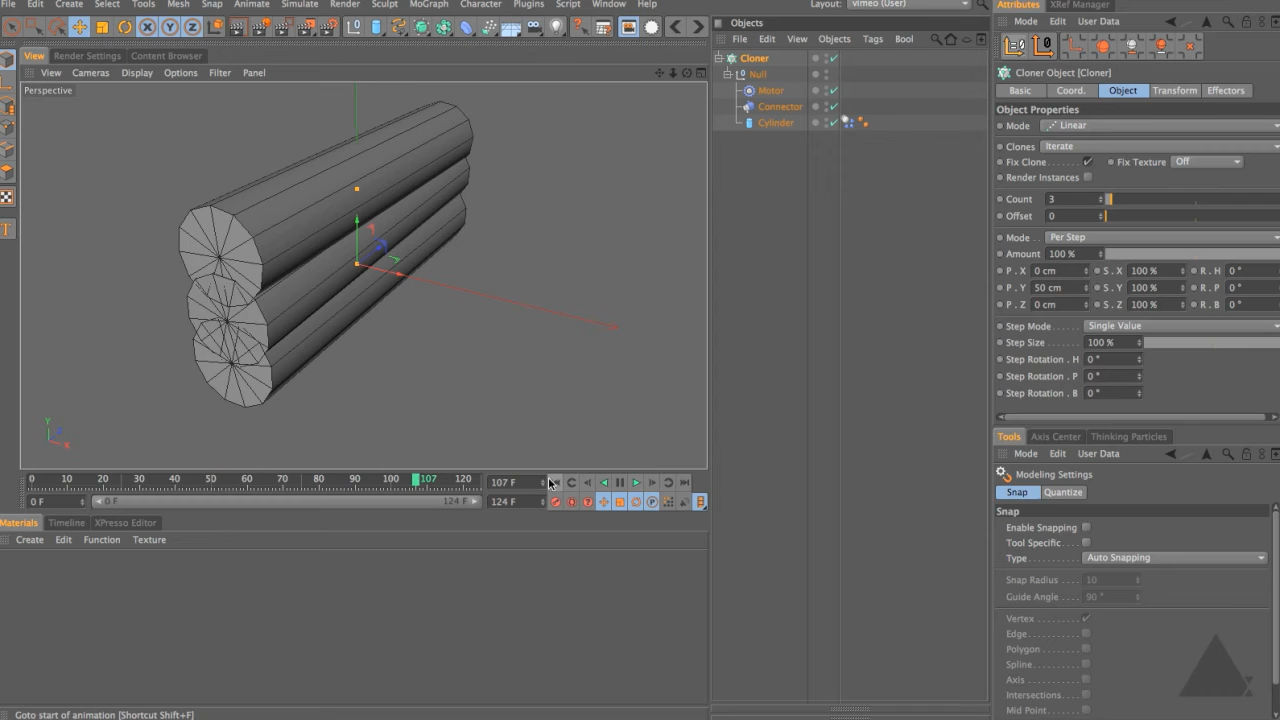 File Edit Create Select Tools Mesh Snap Animate Simulate Render Sculpt MoGraph Character Plugins Script Window Help
Layout: vimeo (User)
Attributes XRef Manager
Objects
View Render Settings Content Browser
File Edit View Objects Tags Book
Mode Edit User Data
View Cameras Display Options Filter Panel
Perspective
Cloner
Null
Motor
Connector
Cylinder
Cloner Object [Cloner]
Basic Coord. Object Transform Effectors
Object Properties
Mode Linear
Clones Iterate
Fix Clone Fix Texture Off
Render Instances
Count 3
Offset 0
Mode Per Step
Amount 100 %
P . X 0 cm S . X 100 % R . H 0 °
P . Y 50 cm S . Y 100 % R . P 0 °
P . Z 0 cm S . Z 100 % R . B 0 °
Step Mode Single Value
Step Size 100 %
Step Rotation . H 0 °
Step Rotation . P 0 °
Step Rotation . B 0 °
Y
Z
X
0 10 20 30 40 50 60 70 80 90 100 107 120 107 F
0 F 0 F 124 F 124 F
Materials Timeline XPresso Editor
Create Edit Function Texture
Tools Axis Center Thinking Particles
Mode Edit User Data
Modeling Settings
Snap Quantize
Snap
Enable Snapping
Tool Specific
Type Auto Snapping
Snap Radius 10
Guide Angle 90 °
Vertex
Edge
Polygon
Spline
Axis
Intersections
Mid Point
Goto start of animation [Shortcut Shift+F]